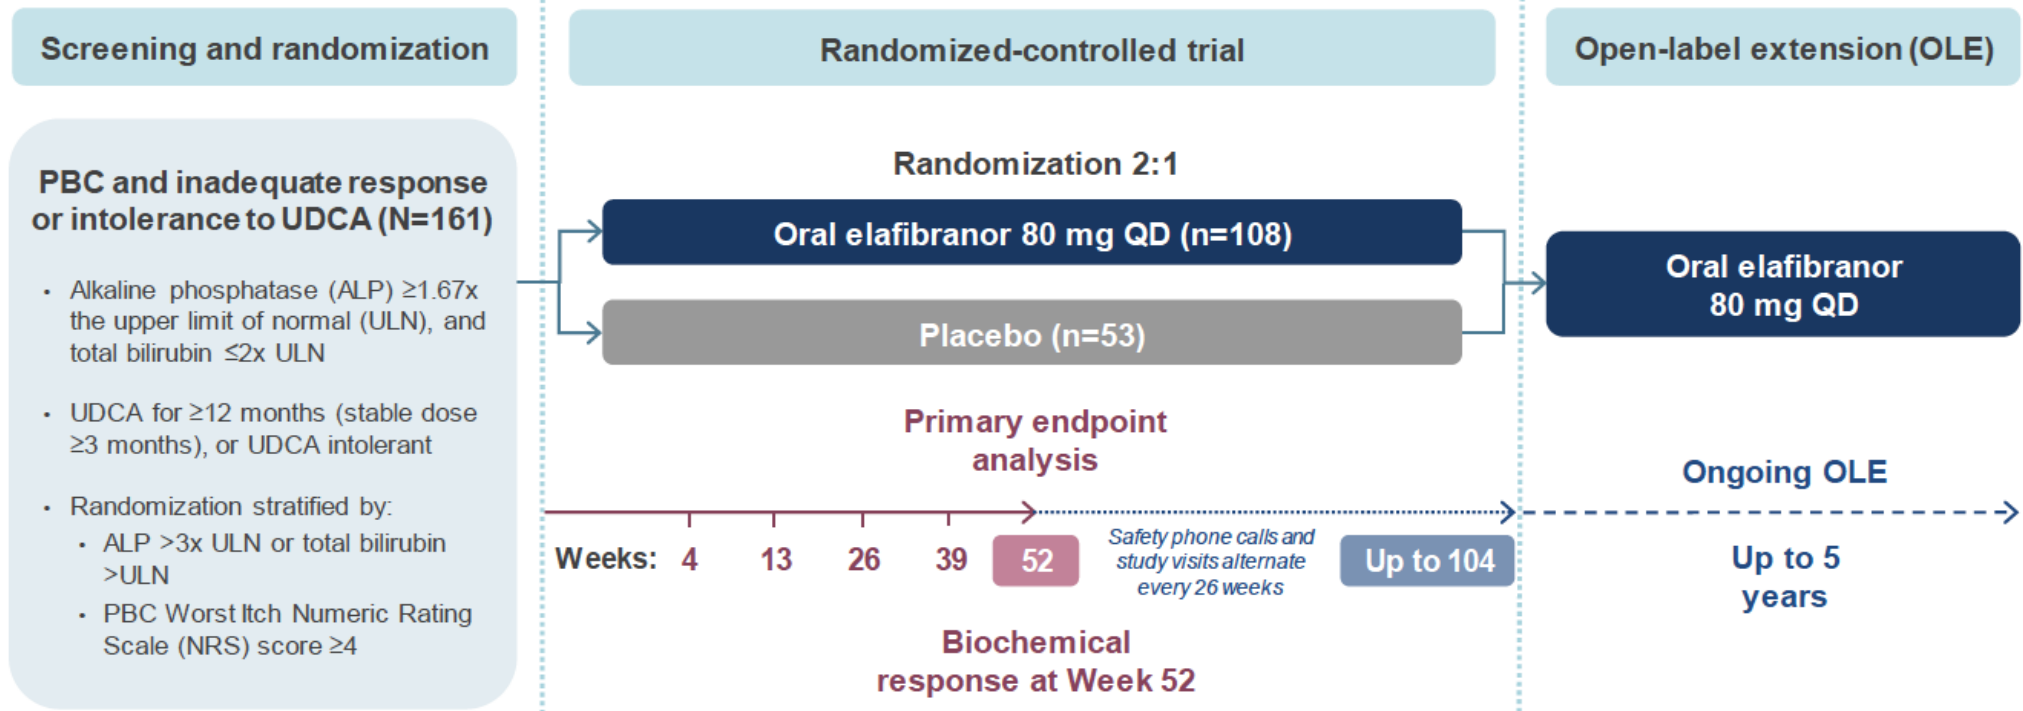 Screening and randomization
PBC and inadequate response
or intolerance to UDCA (N=161)
• Alkaline phosphatase (ALP) ≥1.67x
the upper limit of normal (ULN), and
total bilirubin ≤2x ULN
• UDCA for ≥12 months (stable dose
≥3 months), or UDCA intolerant
• Randomization stratified by:
• ALP >3x ULN or total bilirubin
>ULN
• PBC Worst Itch Numeric Rating
Scale (NRS) score ≥4
Randomized-controlled trial
Randomization 2:1
Oral elafibranor 80 mg QD (n=108)
Placebo (n=53)
Primary endpoint
analysis
Weeks: 4 13 26 39 52
Safety phone calls and
study visits alternate
every 26 weeks
Up to 104
Biochemical
response at Week 52
Open-label extension (OLE)
Oral elafibranor
80 mg QD
Ongoing OLE
Up to 5
years